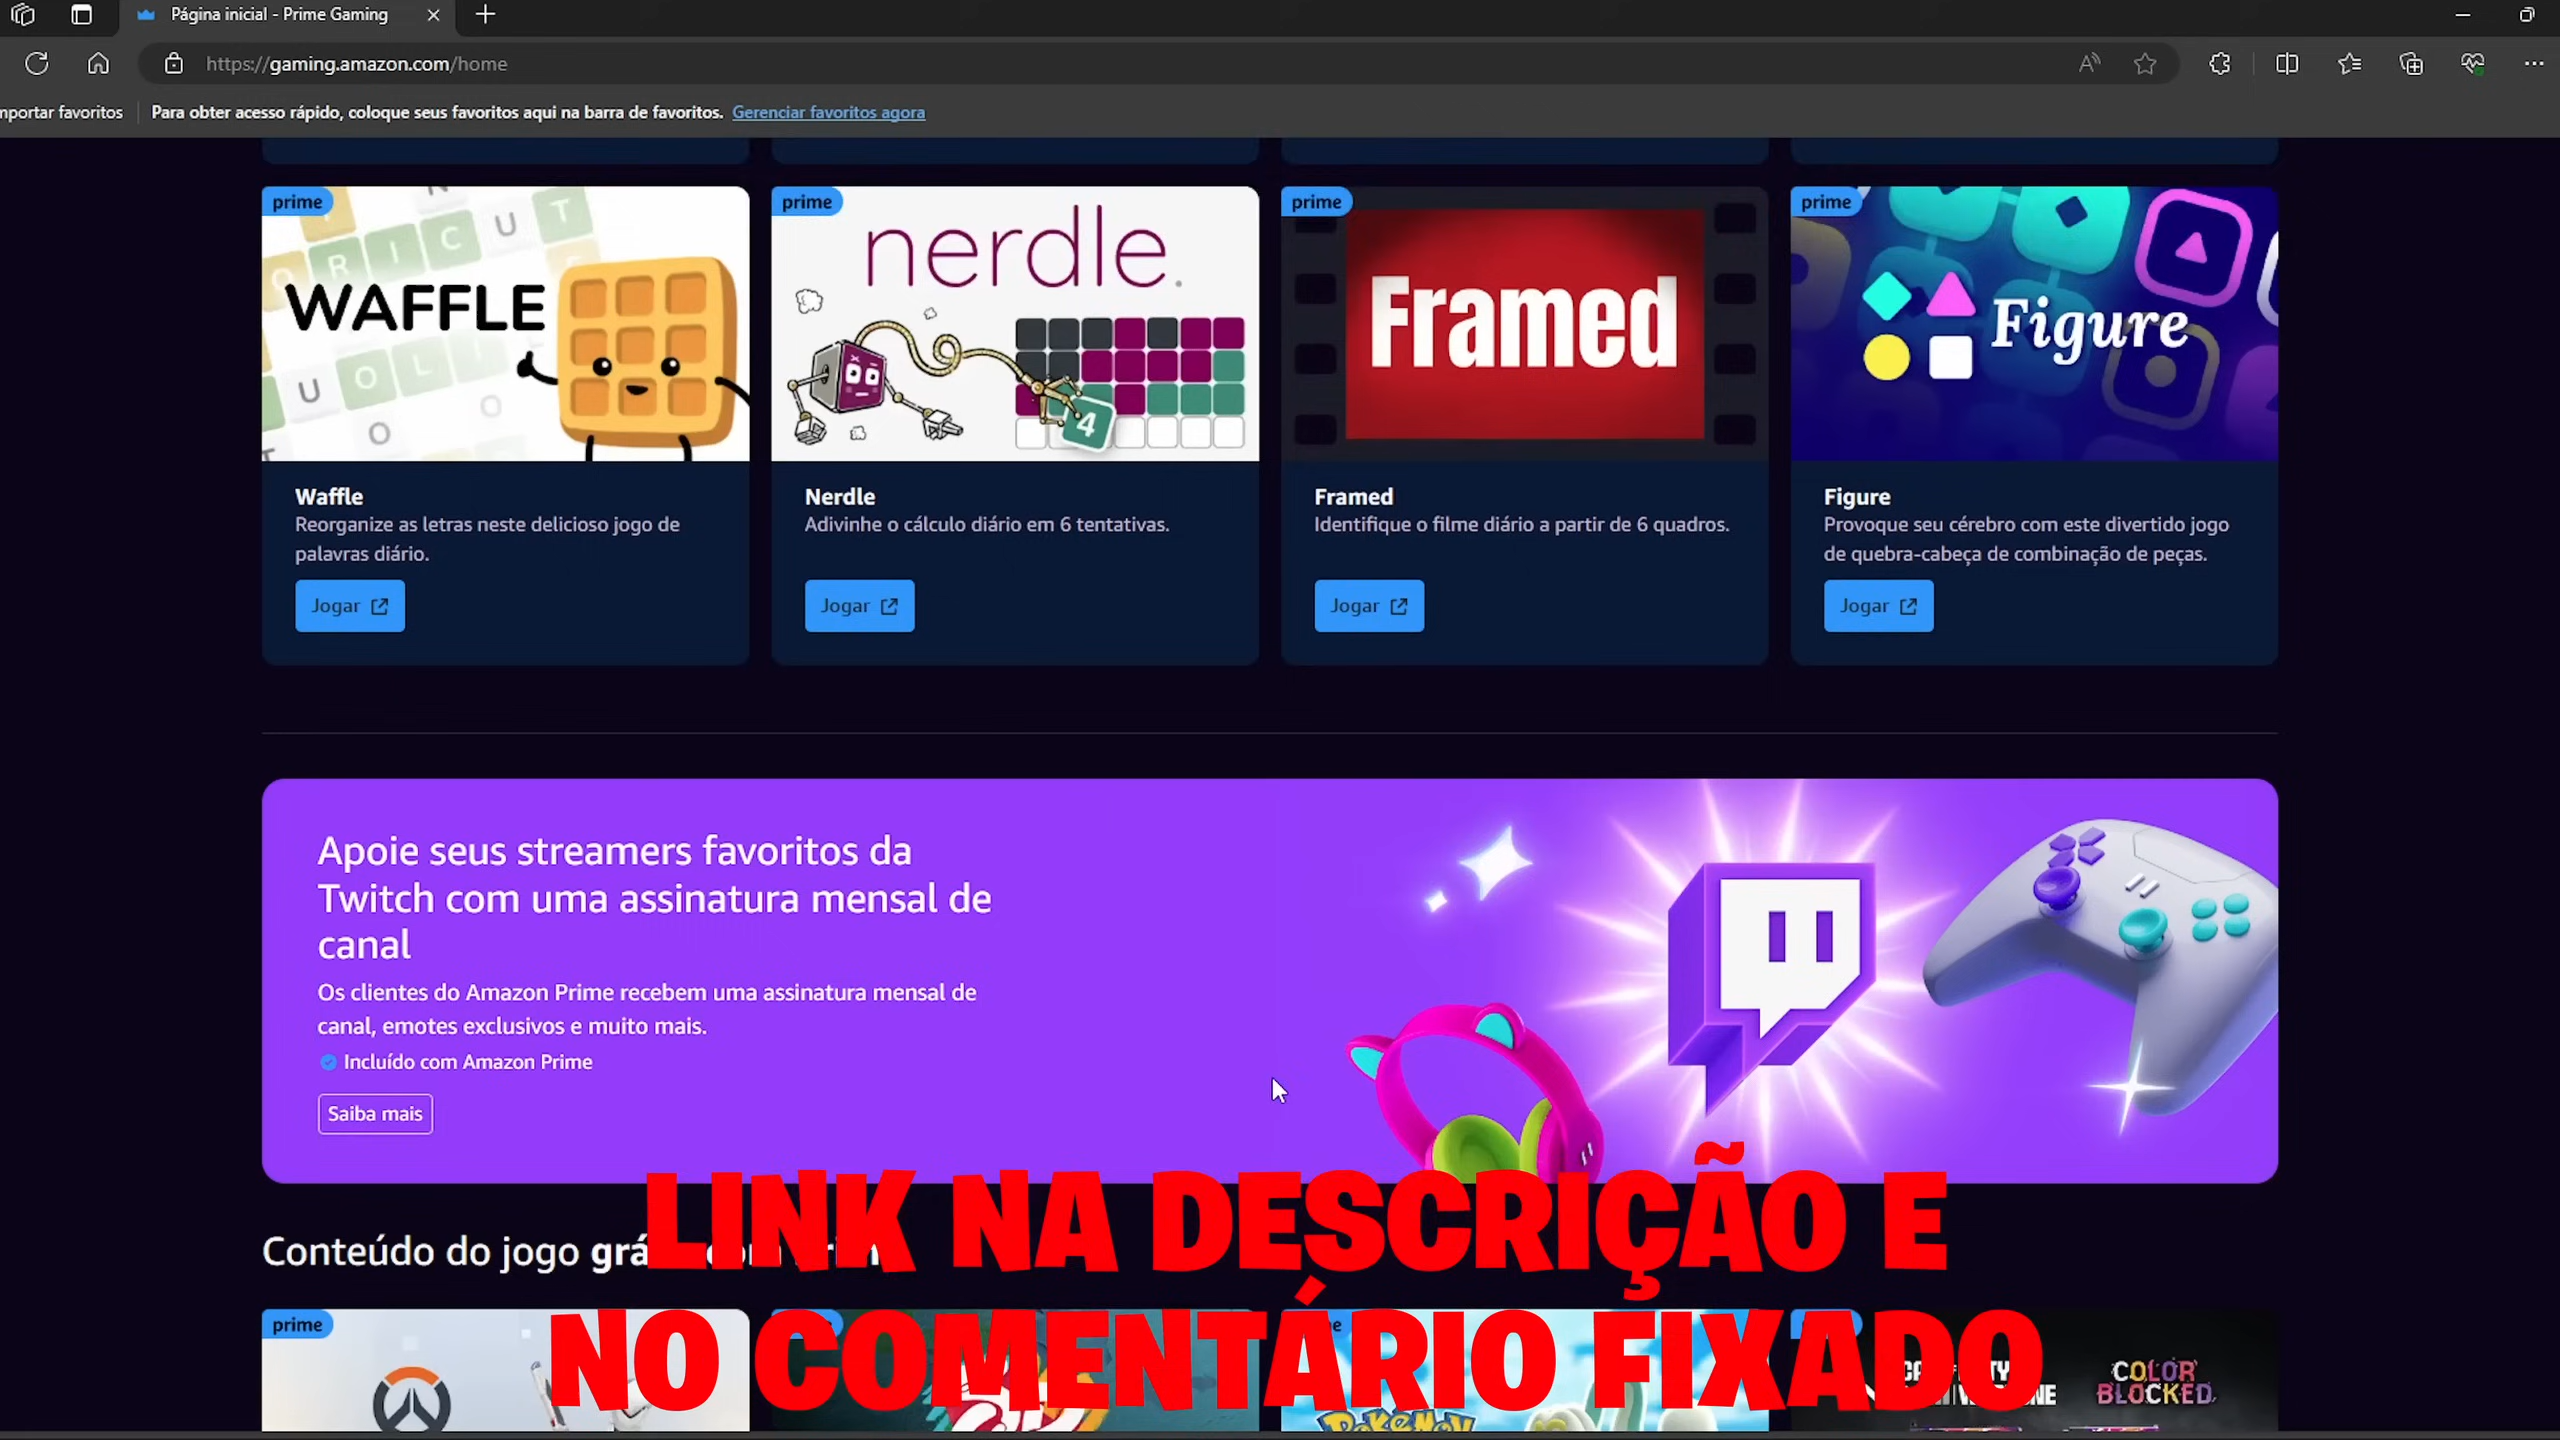 Página inicial - Prime Gaming
https://gaming.amazon.com/home
mportar favoritos
Para obter acesso rápido, coloque seus favoritos aqui na barra de favoritos. Gerenciar favoritos agora
prime
prime
prime
prime
WAFFLE
nerdle.
4
Framed
Figure
Waffle
Reorganize as letras neste delicioso jogo de
palavras diário.
Jogar
Nerdle
Adivinhe o cálculo diário em 6 tentativas.
Jogar
Framed
Identifique o filme diário a partir de 6 quadros.
Jogar
Figure
Provoque seu cérebro com este divertido jogo
de quebra-cabeça de combinação de peças.
Jogar
Apoie seus streamers favoritos da
Twitch com uma assinatura mensal de
canal
Os clientes do Amazon Prime recebem uma assinatura mensal de
canal, emotes exclusivos e muito mais.
Incluído com Amazon Prime
Saiba mais
LINK NA DESCRIÇÃO E
Conteúdo do jogo
NO COMENTÁRIO FIXADO
prime
POKéMON
COLOR
BLOCKED